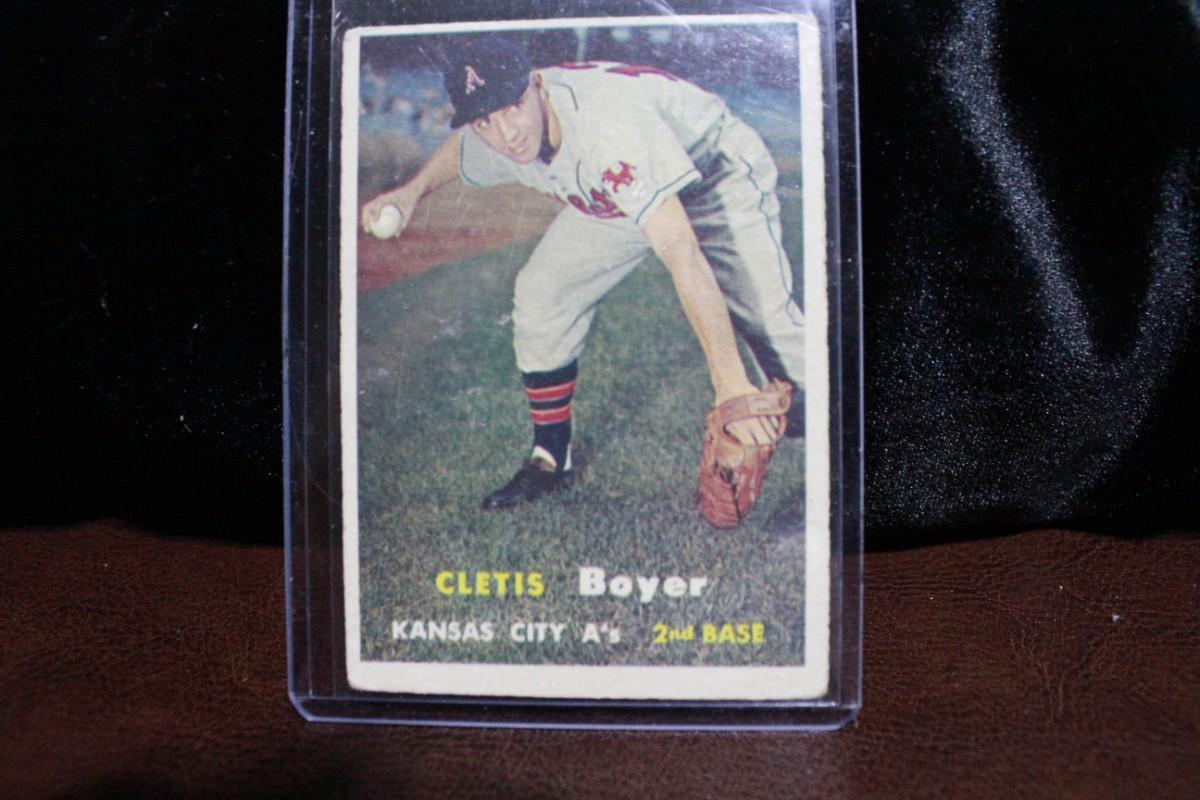 A
CLETIS Boyer
KANSAS CITY A's 2nd BASE